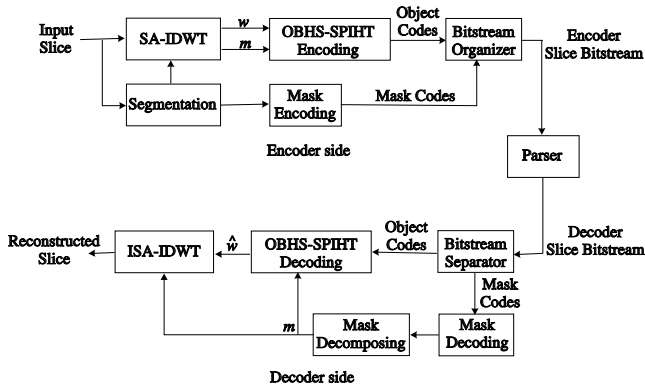 Input
Slice
SA-IDWT
w
m
OBHS-SPIHT
Encoding
Object
Codes
Bitstream
Organizer
Encoder
Slice Bitstream
Segmentation
Mask
Encoding
Mask Codes
Encoder side
Parser
Reconstructed
Slice
ISA-IDWT
ŵ
OBHS-SPIHT
Decoding
Object
Codes
Bitstream
Separator
Decoder
Slice Bitstream
Mask
Codes
m
Mask
Decomposing
Mask
Decoding
Decoder side